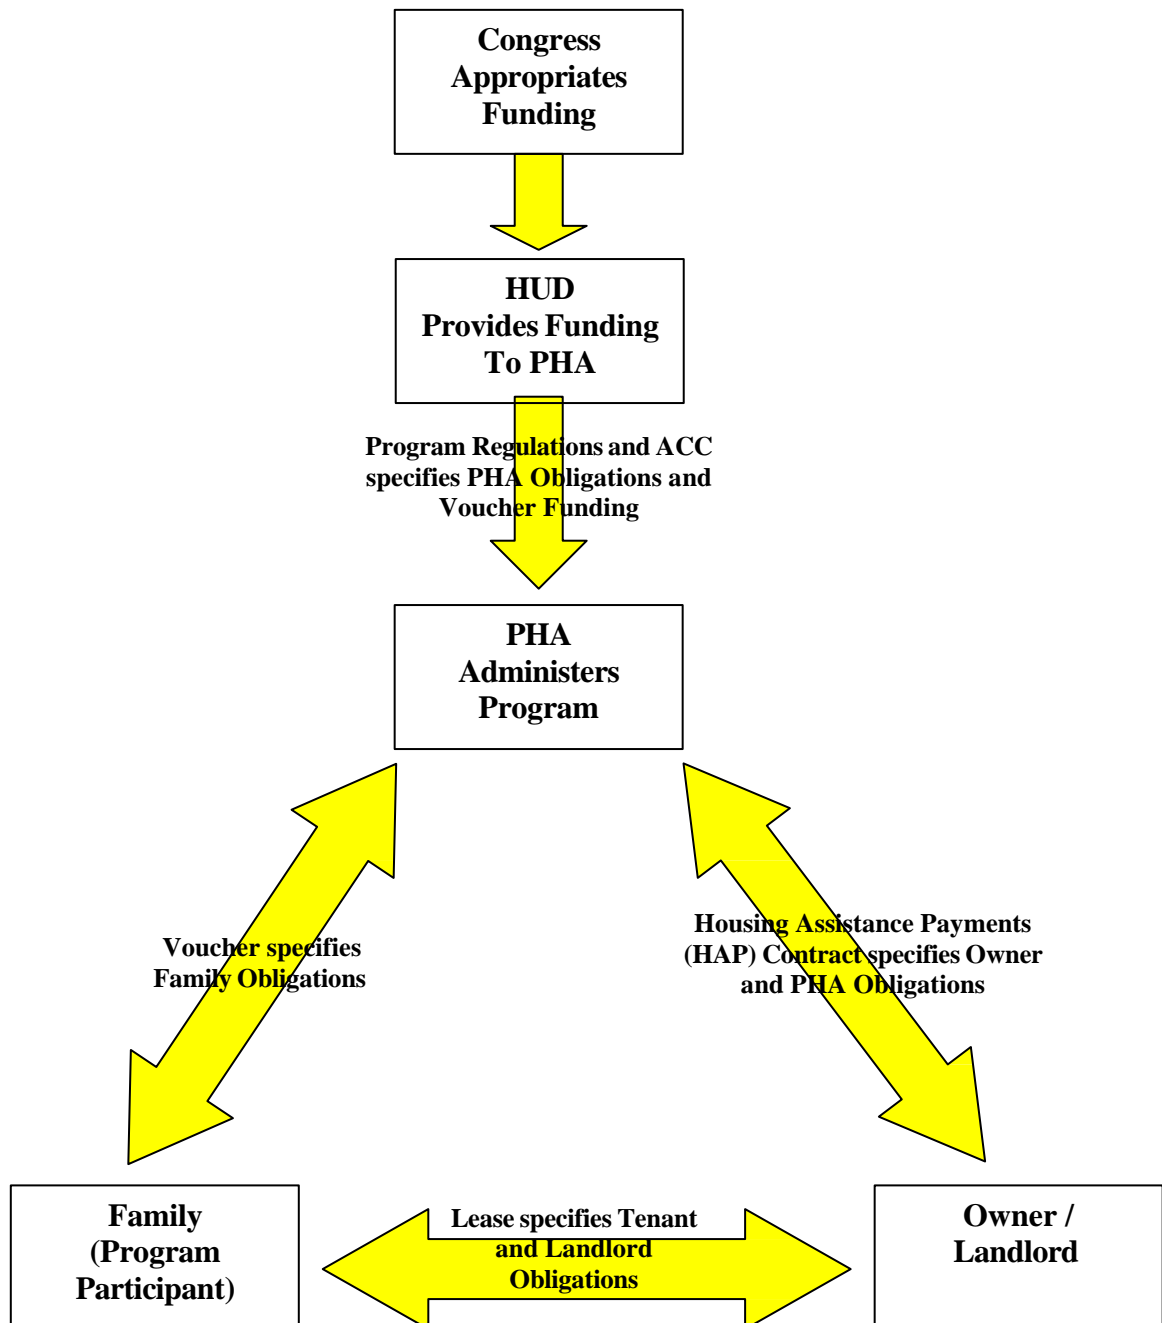 Congress
Appropriates
Funding
HUD
Provides Funding
To PHA
Program Regulations and ACC
specifies PHA Obligations and
Voucher Funding
PHA
Administers
Program
Voucher specifies
Family Obligations
Housing Assistance Payments
(HAP) Contract specifies Owner
and PHA Obligations
Family
(Program
Participant)
Lease specifies Tenant
and Landlord
Obligations
Owner /
Landlord